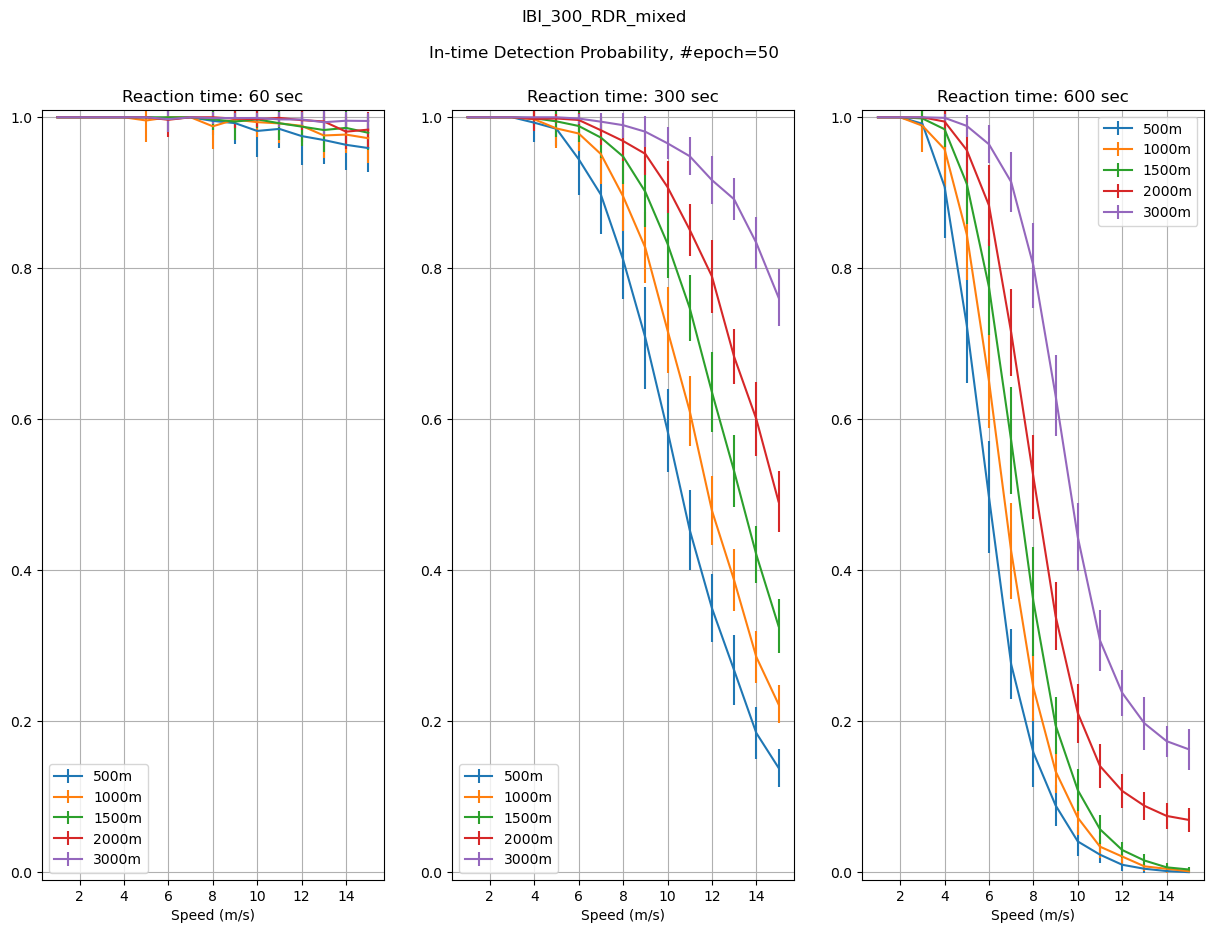 IBI_300_RDR_mixed
In-time Detection Probability, #epoch=50
Reaction time: 60 sec
1.0
0.8
0.6
0.4
0.2
0.0
2 4 6 8 10 12 14
Speed (m/s)
500m
1000m
1500m
2000m
3000m
Reaction time: 300 sec
1.0
0.8
0.6
0.4
0.2
0.0
2 4 6 8 10 12 14
Speed (m/s)
500m
1000m
1500m
2000m
3000m
Reaction time: 600 sec
500m
1000m
1500m
2000m
3000m
1.0
0.8
0.6
0.4
0.2
0.0
2 4 6 8 10 12 14
Speed (m/s)